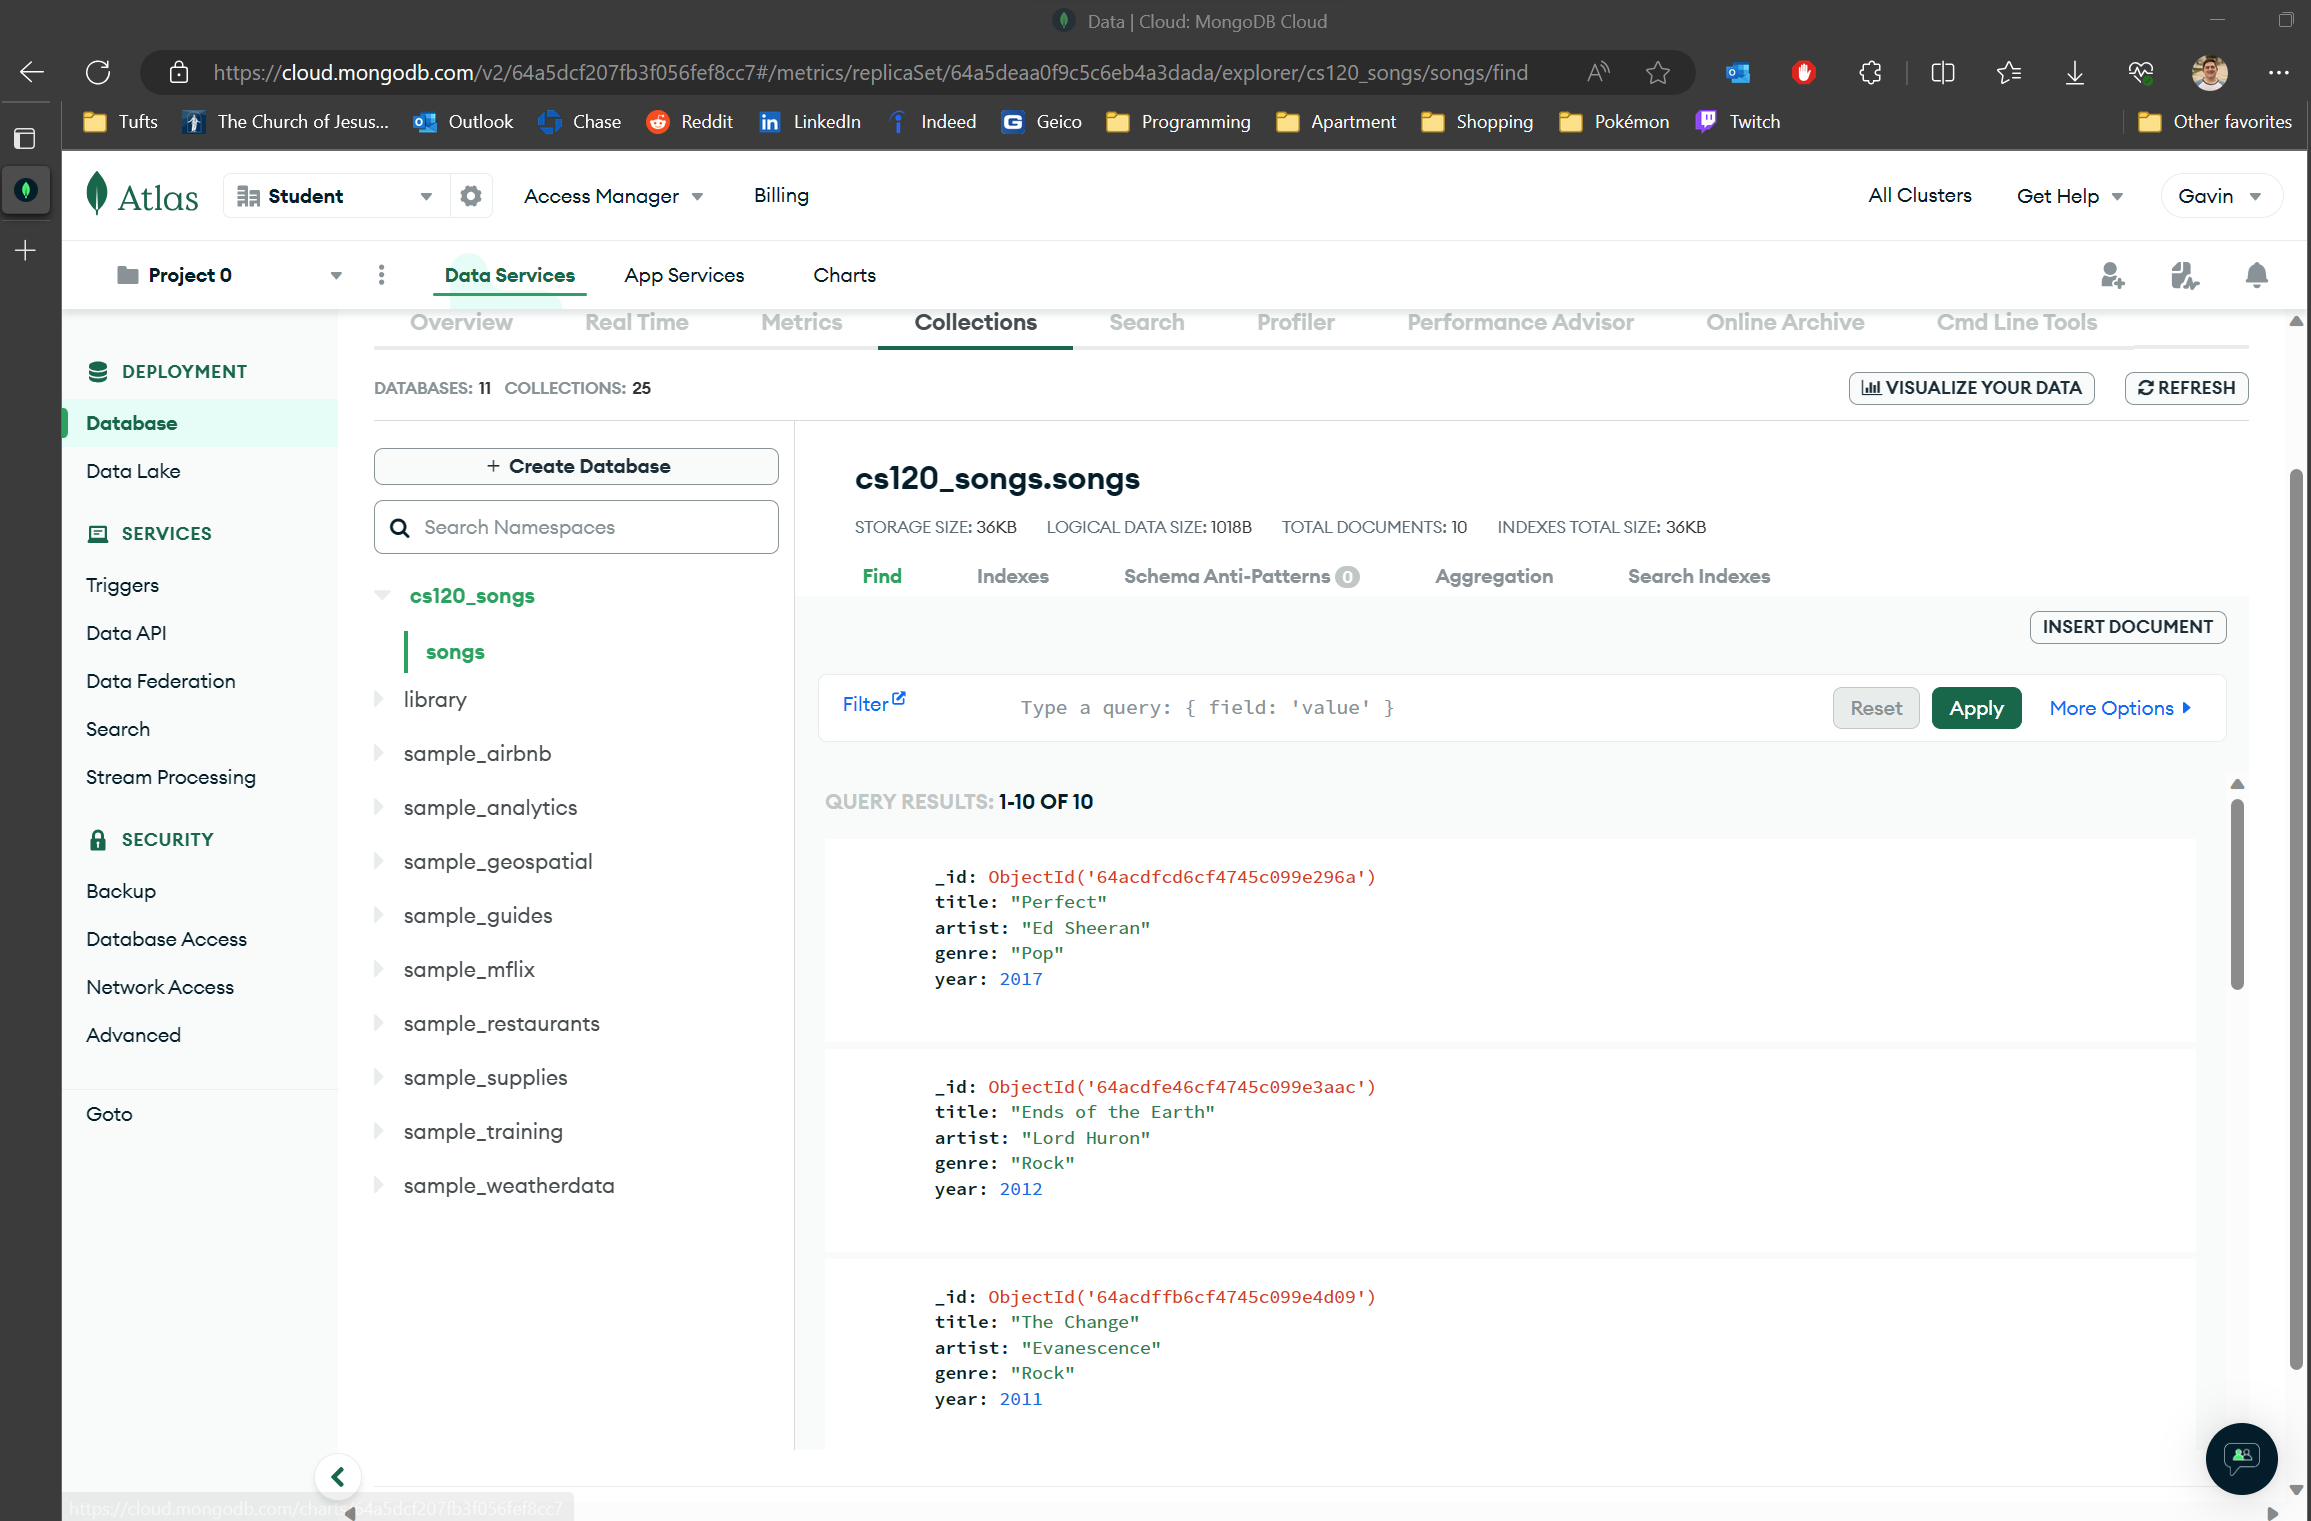 Data | Cloud: MongoDB Cloud
https://cloud.mongodb.com/v2/64a5dcf207fb3f056fef8cc7#/metrics/replicaSet/64a5deaa0f9c5c6eb4a3dada/explorer/cs120_songs/songs/find
Tufts The Church of Jesus... Outlook Chase Reddit LinkedIn Indeed Geico Programming Apartment Shopping Pokémon Twitch Other favorites
Atlas Student Access Manager Billing All Clusters Get Help Gavin
Project 0 Data Services App Services Charts
Overview Real Time Metrics Collections Search Profiler Performance Advisor Online Archive Cmd Line Tools
DEPLOYMENT
Database
Data Lake
SERVICES
Triggers
Data API
Data Federation
Search
Stream Processing
SECURITY
Backup
Database Access
Network Access
Advanced
Goto
DATABASES: 11 COLLECTIONS: 25
VISUALIZE YOUR DATA REFRESH
+ Create Database
Search Namespaces
cs120_songs
songs
library
sample_airbnb
sample_analytics
sample_geospatial
sample_guides
sample_mflix
sample_restaurants
sample_supplies
sample_training
sample_weatherdata
cs120_songs.songs
STORAGE SIZE: 36KB LOGICAL DATA SIZE: 1018B TOTAL DOCUMENTS: 10 INDEXES TOTAL SIZE: 36KB
Find Indexes Schema Anti-Patterns 0 Aggregation Search Indexes
INSERT DOCUMENT
Filter Type a query: { field: 'value' } Reset Apply More Options
QUERY RESULTS: 1-10 OF 10
_id: ObjectId('64acdfcd6cf4745c099e296a')
title: "Perfect"
artist: "Ed Sheeran"
genre: "Pop"
year: 2017
_id: ObjectId('64acdfe46cf4745c099e3aac')
title: "Ends of the Earth"
artist: "Lord Huron"
genre: "Rock"
year: 2012
_id: ObjectId('64acdffb6cf4745c099e4d09')
title: "The Change"
artist: "Evanescence"
genre: "Rock"
year: 2011
https://cloud.mongodb.com/charts/64a5dcf207fb3f056fef8cc7